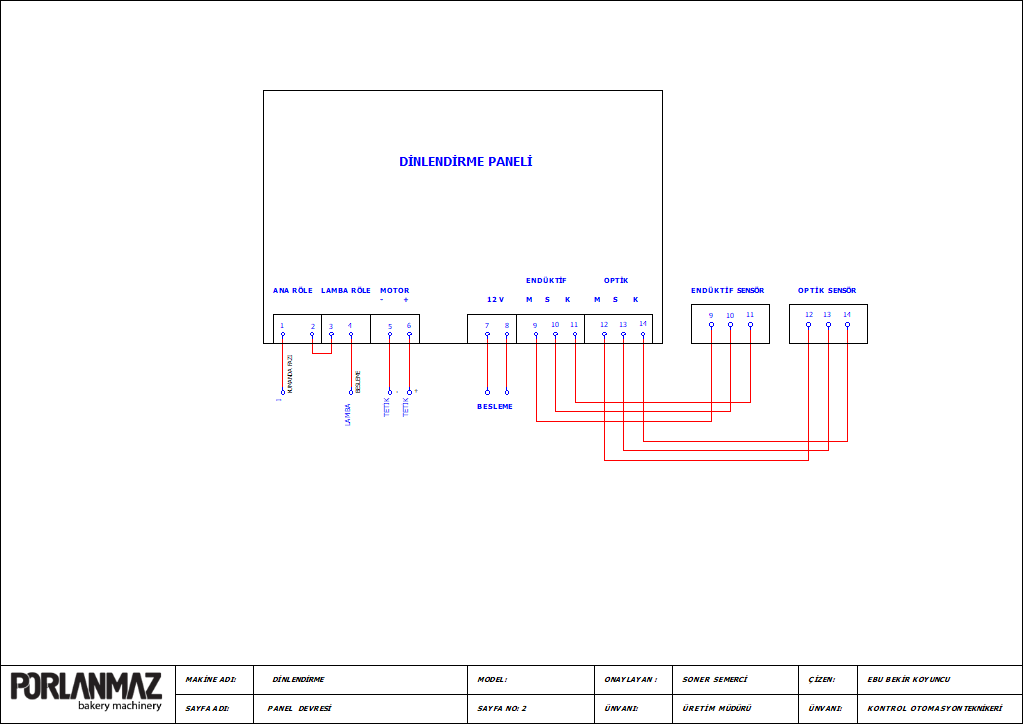 DİNLENDİRME PANELİ
ENDÜKTİF OPTİK
ANA RÖLE LAMBA RÖLE MOTOR
- +
12 V M S K M S K
ENDÜKTİF SENSÖR OPTİK SENSÖR
1 2 3 4 5 6 7 8 9 10 11 12 13 14
9 10 11 12 13 14
KUMANDA FAZI
BESLEME
1
LAMBA
TETİK -
TETİK +
BESLEME
PORLANMAZ
bakery machinery
MAKİNE ADI: DİNLENDİRME MODEL: ONAYLAYAN : SONER SEMERCİ ÇİZEN: EBU BEKİR KOYUNCU
SAYFA ADI: PANEL DEVRESİ SAYFA NO: 2 ÜNVANI: ÜRETİM MÜDÜRÜ ÜNVANI: KONTROL OTOMASYON TEKNİKERİ